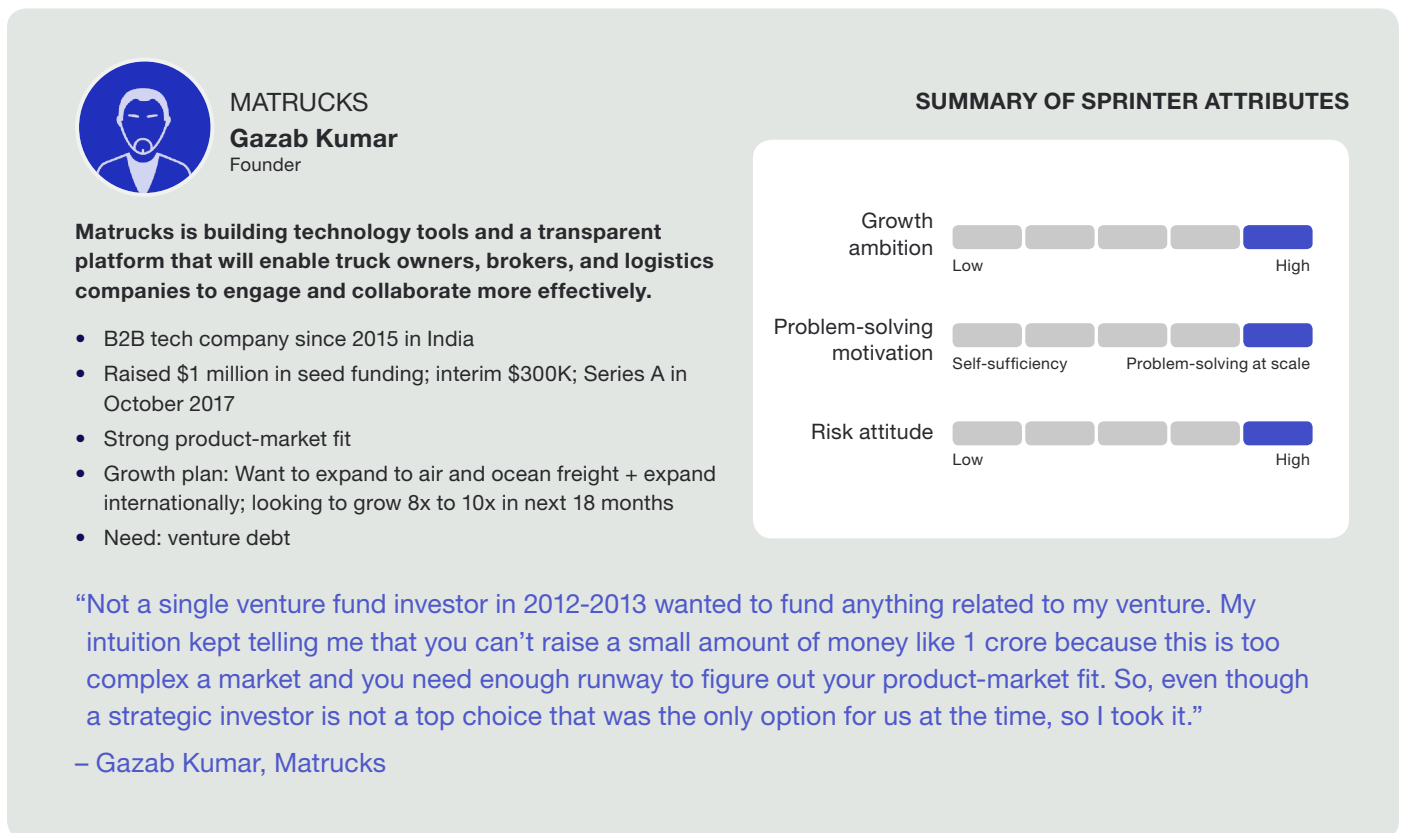 MATRUCKS
Gazab Kumar
Founder
Matrucks is building technology tools and a transparent
platform that will enable truck owners, brokers, and logistics
companies to engage and collaborate more effectively.
• B2B tech company since 2015 in India
• Raised $1 million in seed funding; interim $300K; Series A in
October 2017
• Strong product-market fit
• Growth plan: Want to expand to air and ocean freight + expand
internationally; looking to grow 8x to 10x in next 18 months
• Need: venture debt
SUMMARY OF SPRINTER ATTRIBUTES
Growth
ambition
Low High
Problem-solving
motivation
Self-sufficiency Problem-solving at scale
Risk attitude
Low High
“Not a single venture fund investor in 2012-2013 wanted to fund anything related to my venture. My
intuition kept telling me that you can’t raise a small amount of money like 1 crore because this is too
complex a market and you need enough runway to figure out your product-market fit. So, even though
a strategic investor is not a top choice that was the only option for us at the time, so I took it.”
– Gazab Kumar, Matrucks